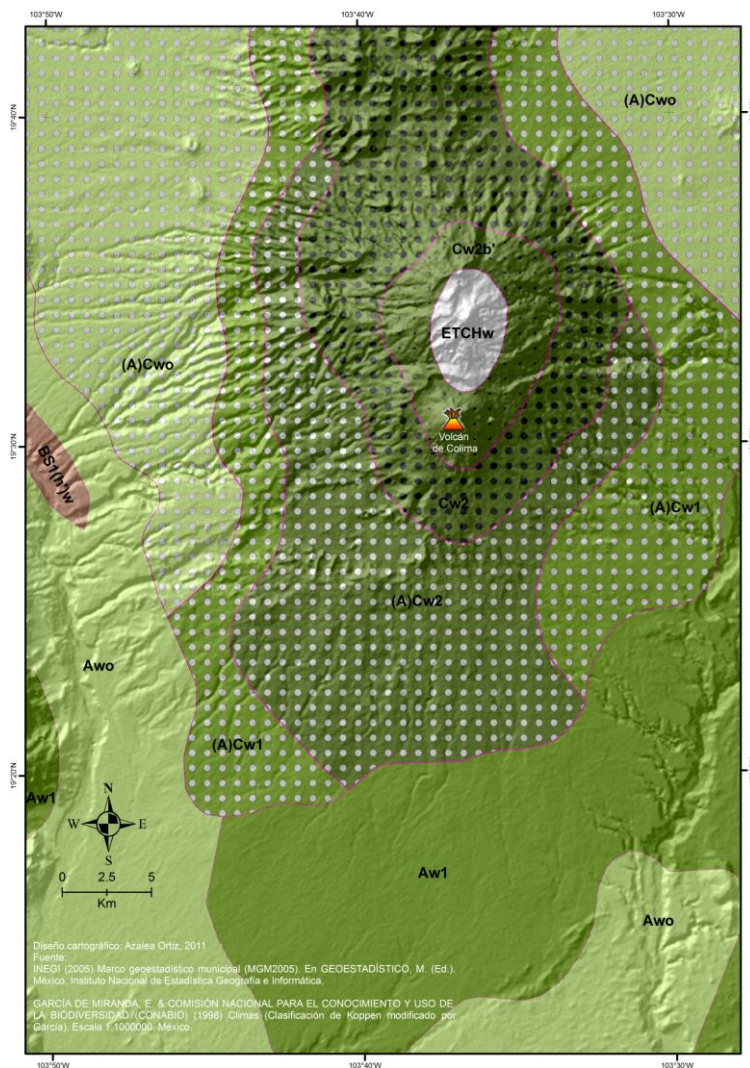 103°50'W
103°40'W
103°30'W
19°40'N
(A)Cwo
Cw2b'
ETCHw
(A)Cwo
Volcán
de Colima
19°30'N
BS1(h')w
Cw2
(A)Cw1
(A)Cw2
Awo
(A)Cw1
19°20'N
Aw1
N
W
E
S
0
2.5
5
Km
Aw1
Awo
Diseño cartográfico: Azalea Ortiz, 2011
Fuente:
INEGI (2005) Marco geoestadístico municipal (MGM2005). En GEOESTADÍSTICO, M. (Ed.).
México, Instituto Nacional de Estadística Geografía e Informática.
GARCÍA DE MIRANDA, E. & COMISIÓN NACIONAL PARA EL CONOCIMIENTO Y USO DE
LA BIODIVERSIDAD (CONABIO) (1998) Climas (Clasificación de Koppen modificado por
García). Escala 1:1000000. México.
103°50'W
103°40'W
103°30'W